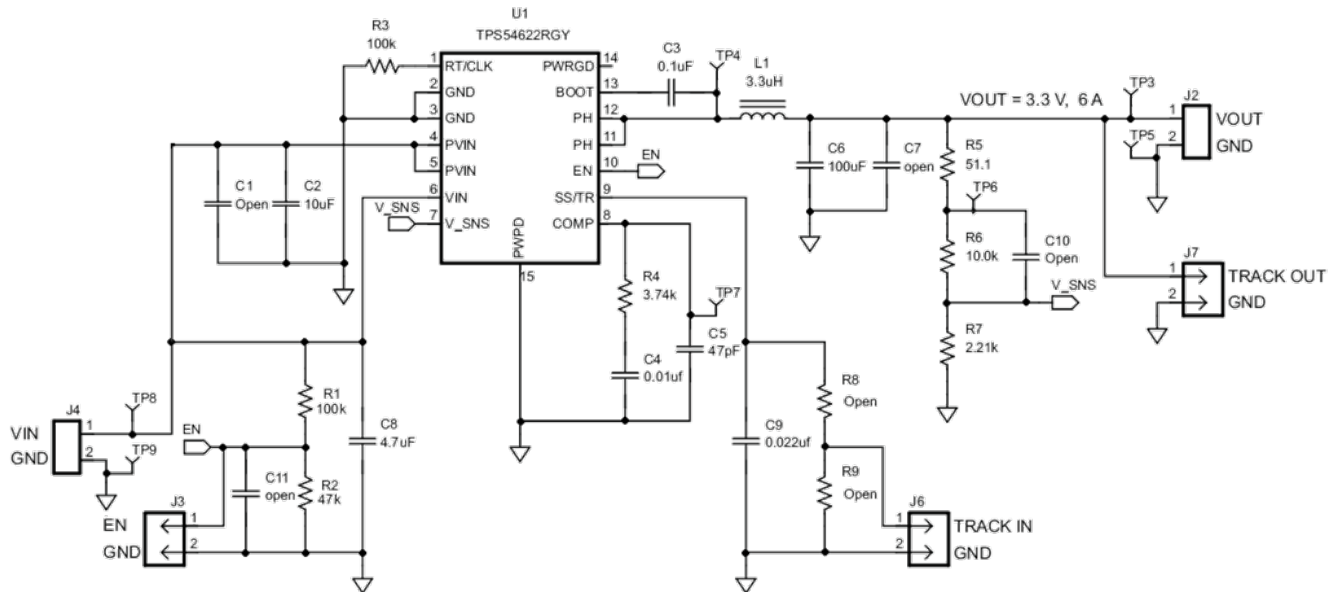 U1
TPS54622RGY
R3
100k
1 RT/CLK
2 GND
3 GND
4 PVIN
5 PVIN
6 VIN
7 V_SNS
PWRGD 14
BOOT 13
PH 12
PH 11
EN 10
SS/TR 9
COMP 8
PWPD
15
V_SNS
EN
C3
0.1uF
TP4
L1
3.3uH
VOUT = 3.3 V, 6 A
TP3
J2
1 VOUT
2 GND
TP5
C1
Open
C2
10uF
C6
100uF
C7
open
R5
51.1
TP6
R6
10.0k
C10
Open
V_SNS
R7
2.21k
J7
1 TRACK OUT
2 GND
R4
3.74k
TP7
C5
47pF
C4
0.01uf
R1
100k
C8
4.7uF
R8
Open
C9
0.022uf
R9
Open
J4
VIN 1
GND 2
TP8
TP9
EN
C11
open
R2
47k
J3
EN 1
GND 2
J6
1 TRACK IN
2 GND